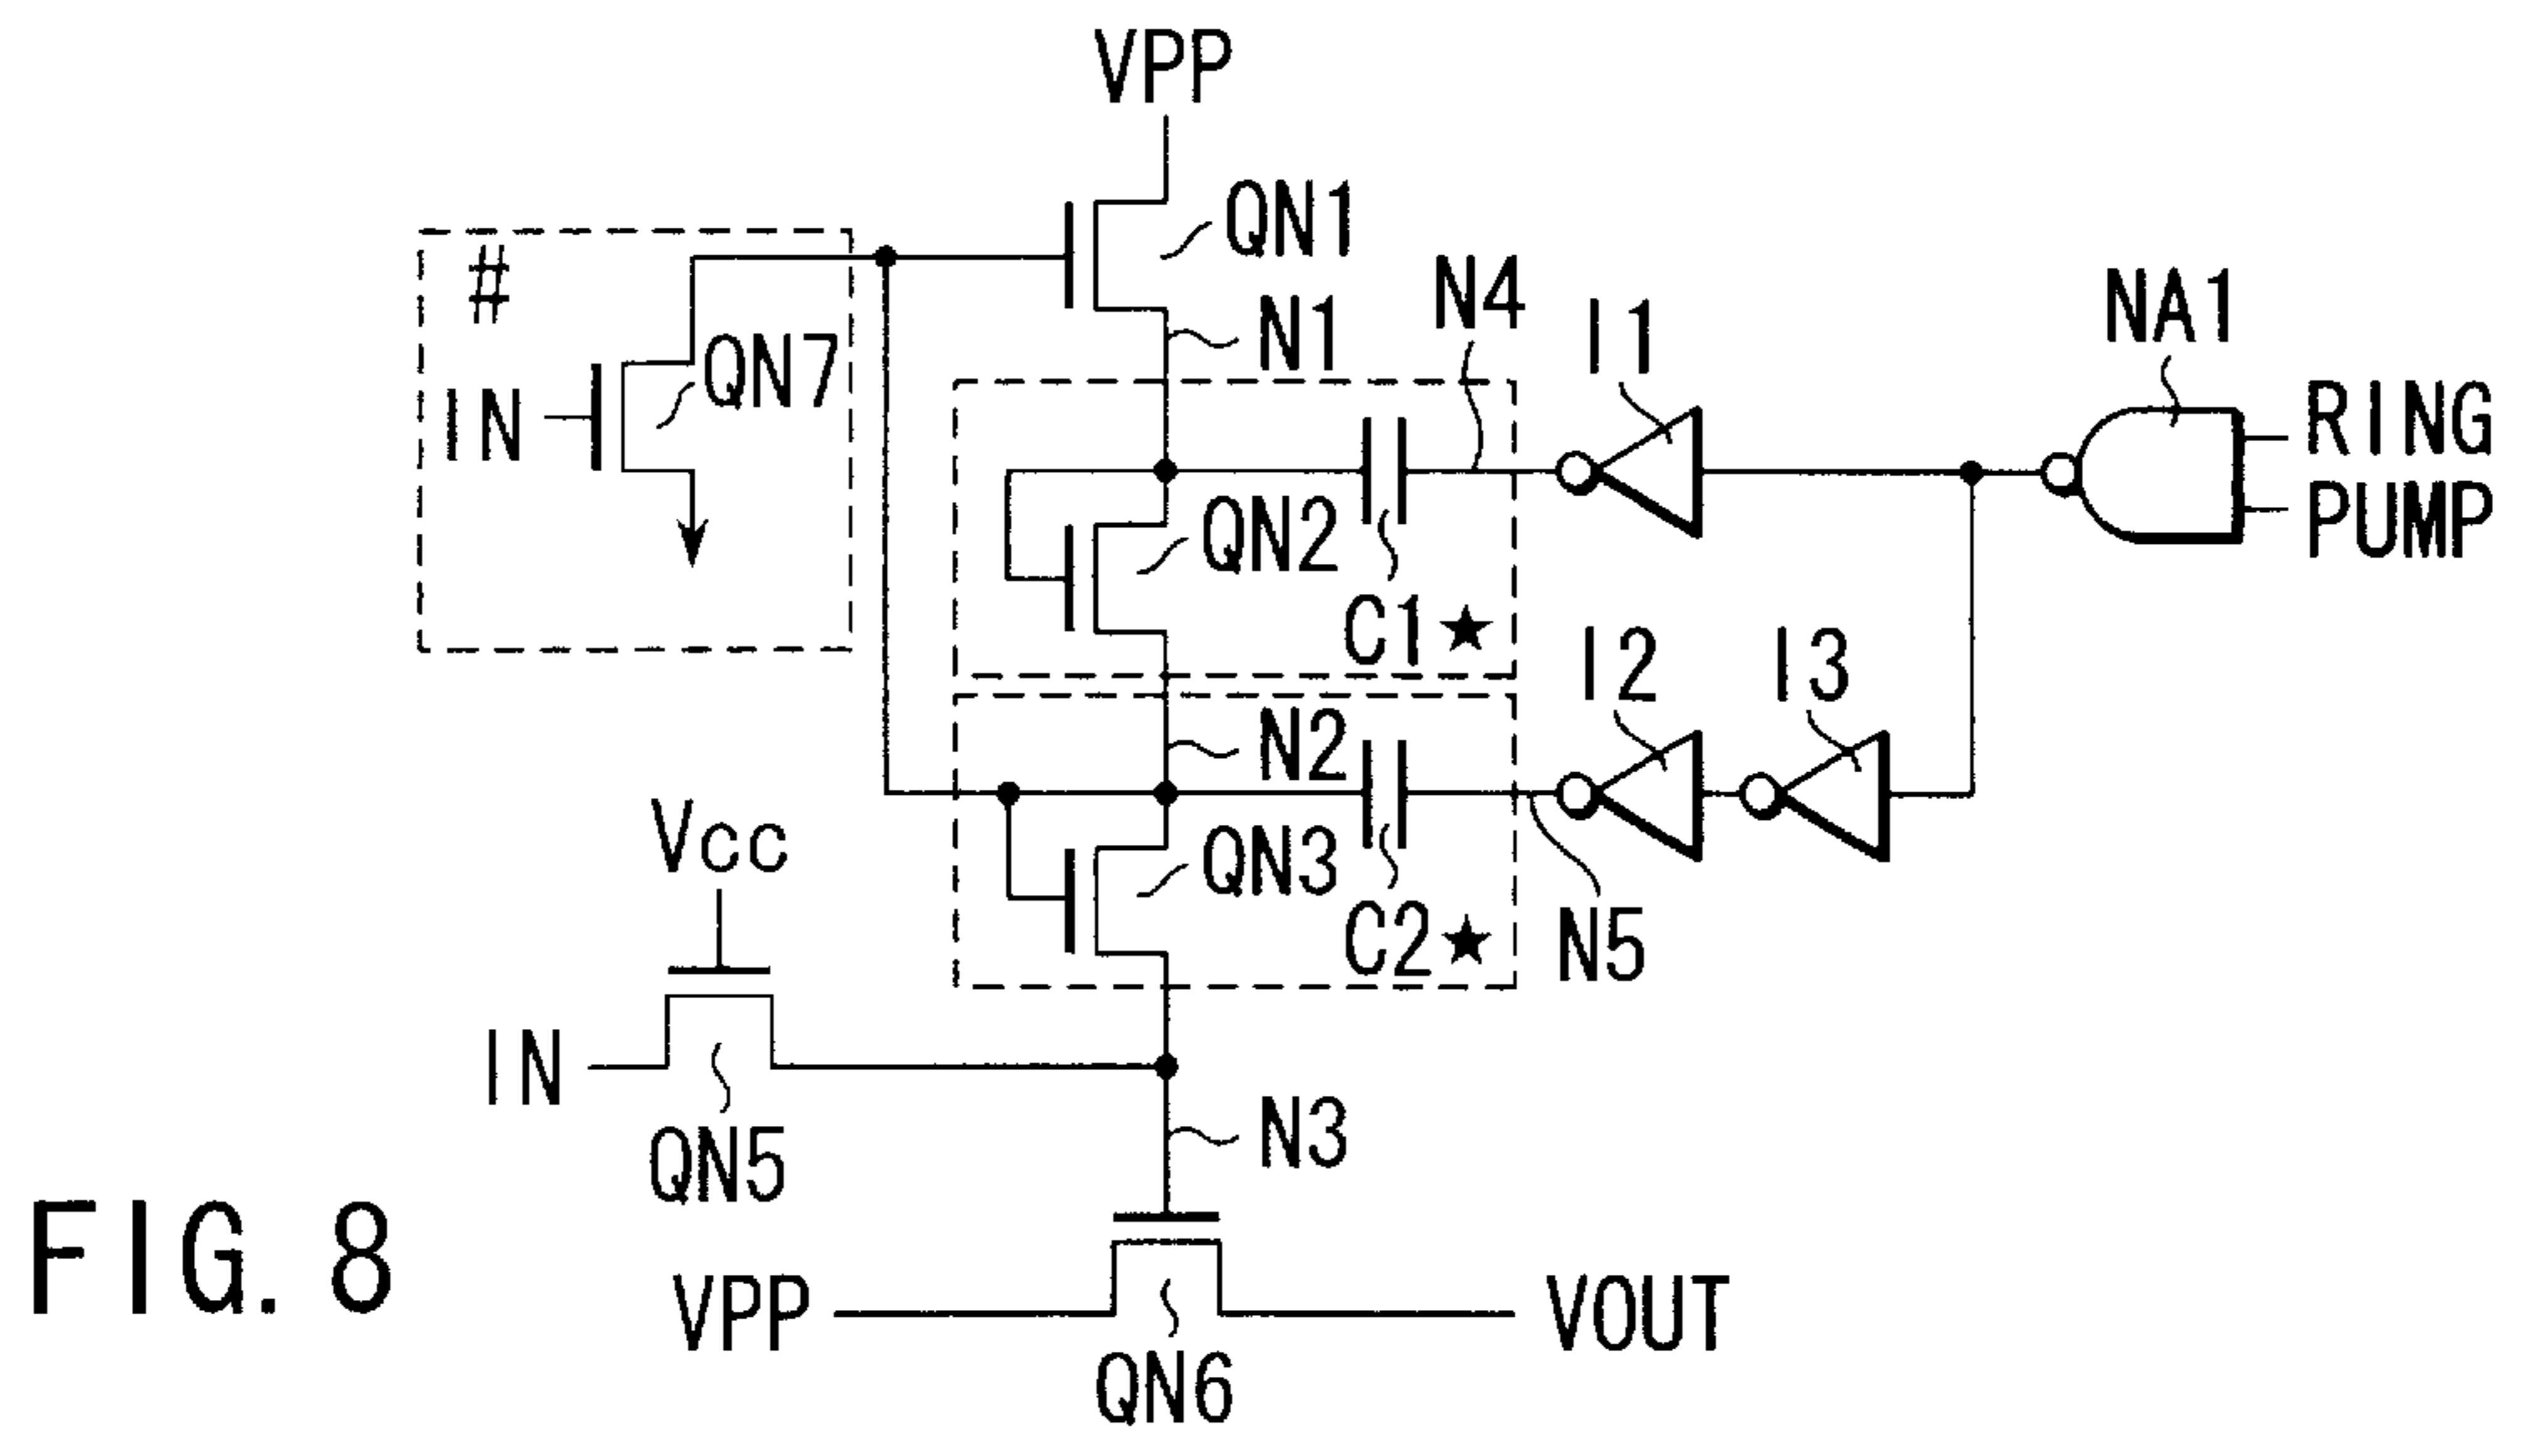 VPP
QN1
#
N4
NA1
N1
I1
QN7
RING
IN
PUMP
QN2
C1★
I2
I3
N2
Vcc
QN3
C2★
N5
IN
N3
QN5
FIG. 8
VPP
VOUT
QN6